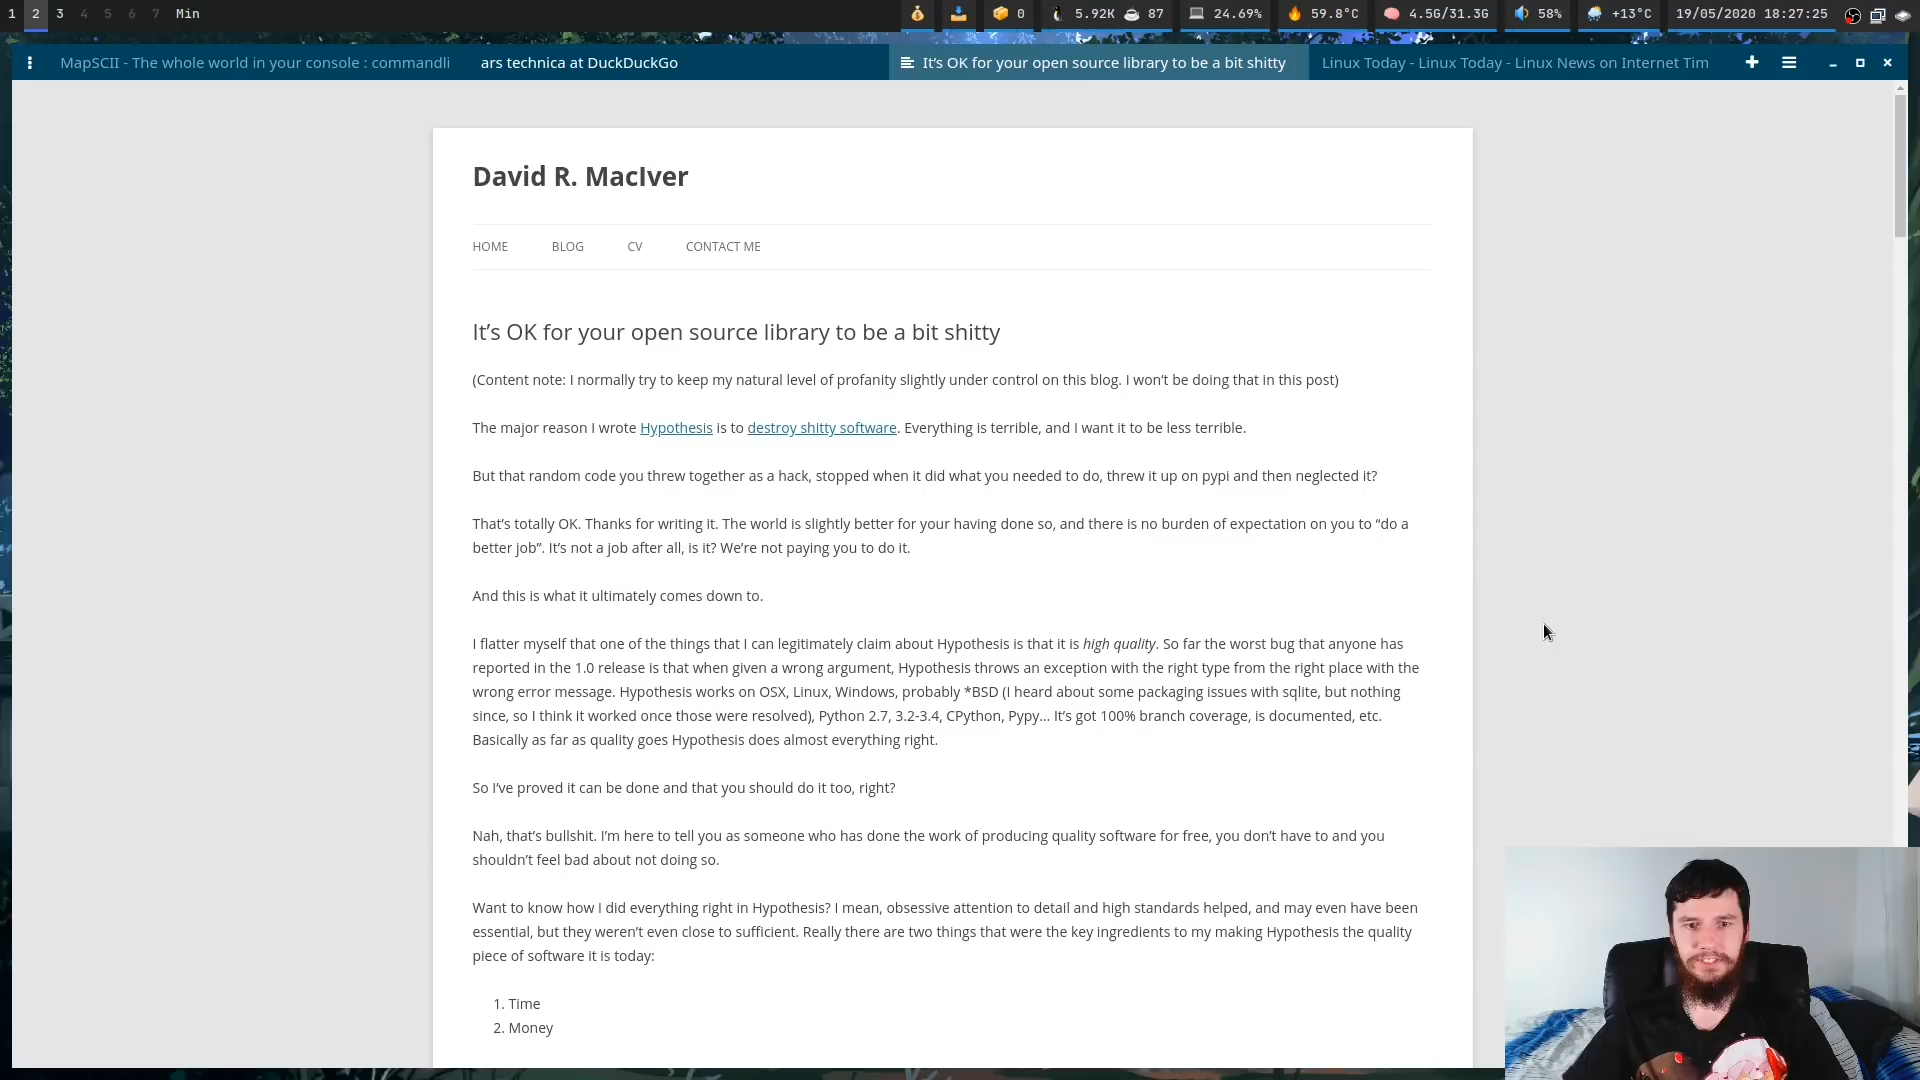 1 2 3 4 5 6 7 Min 0 5.92K 87 24.69% 59.8°C 4.5G/31.3G 58% +13°C 19/05/2020 18:27:25
MapSCII - The whole world in your console : commandli ars technica at DuckDuckGo It’s OK for your open source library to be a bit shitty Linux Today - Linux Today - Linux News on Internet Tim
David R. MacIver
HOME BLOG CV CONTACT ME
It’s OK for your open source library to be a bit shitty
(Content note: I normally try to keep my natural level of profanity slightly under control on this blog. I won’t be doing that in this post)
The major reason I wrote Hypothesis is to destroy shitty software. Everything is terrible, and I want it to be less terrible.
But that random code you threw together as a hack, stopped when it did what you needed to do, threw it up on pypi and then neglected it?
That’s totally OK. Thanks for writing it. The world is slightly better for your having done so, and there is no burden of expectation on you to “do a
better job”. It’s not a job after all, is it? We’re not paying you to do it.
And this is what it ultimately comes down to.
I flatter myself that one of the things that I can legitimately claim about Hypothesis is that it is high quality. So far the worst bug that anyone has
reported in the 1.0 release is that when given a wrong argument, Hypothesis throws an exception with the right type from the right place with the
wrong error message. Hypothesis works on OSX, Linux, Windows, probably *BSD (I heard about some packaging issues with sqlite, but nothing
since, so I think it worked once those were resolved), Python 2.7, 3.2-3.4, CPython, Pypy… It’s got 100% branch coverage, is documented, etc.
Basically as far as quality goes Hypothesis does almost everything right.
So I’ve proved it can be done and that you should do it too, right?
Nah, that’s bullshit. I’m here to tell you as someone who has done the work of producing quality software for free, you don’t have to and you
shouldn’t feel bad about not doing so.
Want to know how I did everything right in Hypothesis? I mean, obsessive attention to detail and high standards helped, and may even have been
essential, but they weren’t even close to sufficient. Really there are two things that were the key ingredients to my making Hypothesis the quality
piece of software it is today:
1. Time
2. Money